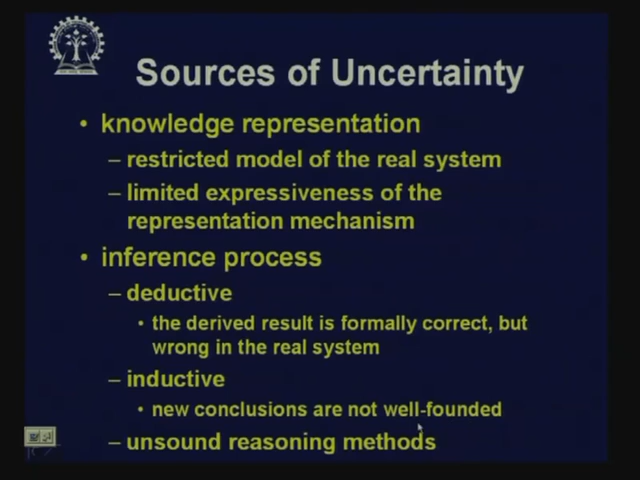 Sources of Uncertainty
• knowledge representation
– restricted model of the real system
– limited expressiveness of the
representation mechanism
• inference process
– deductive
• the derived result is formally correct, but
wrong in the real system
– inductive
• new conclusions are not well-founded
– unsound reasoning methods